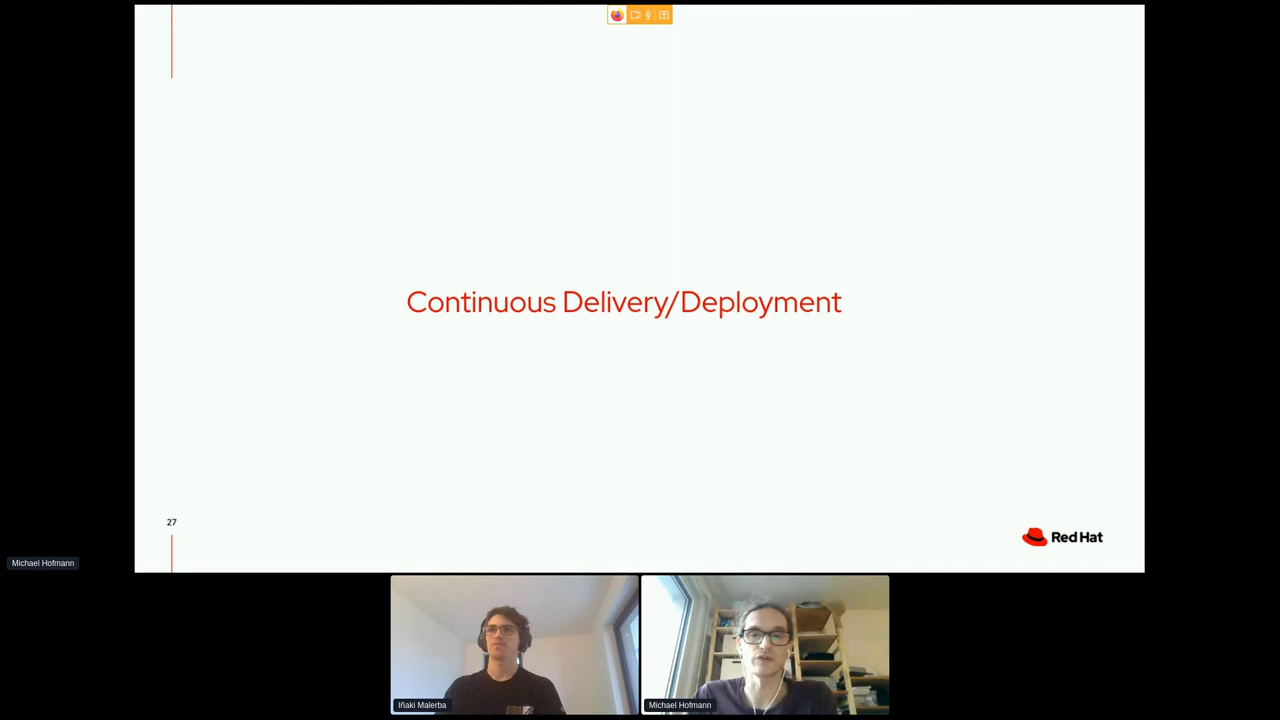 Continuous Delivery/Deployment
27
Red Hat
Michael Hofmann
Iñaki Malerba
Michael Hofmann